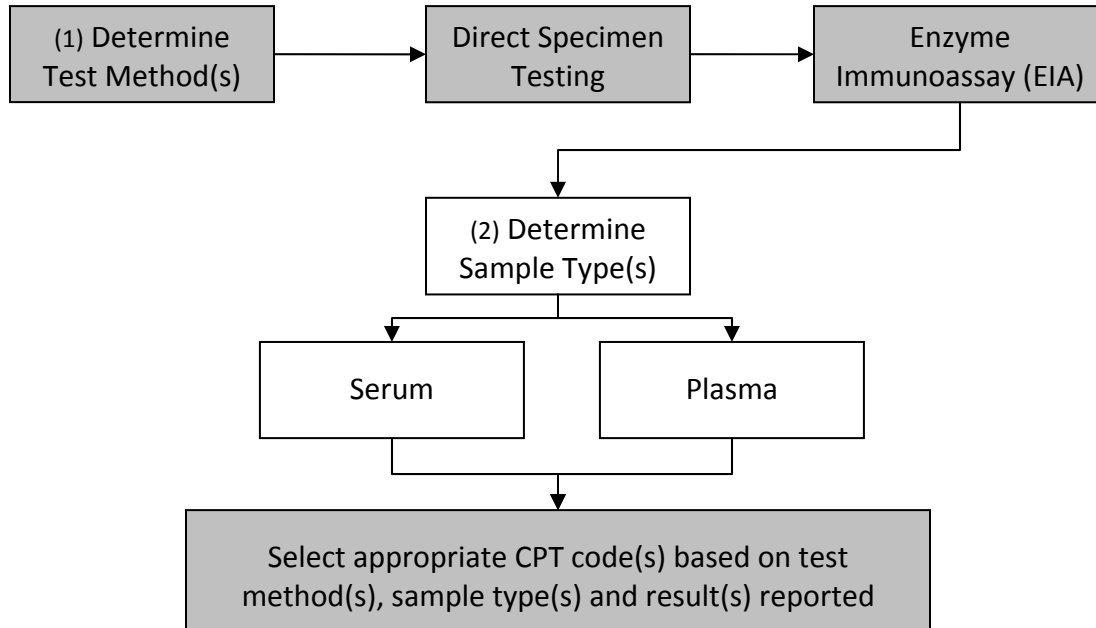 (1) Determine
Test Method(s)
Direct Specimen
Testing
Enzyme
Immunoassay (EIA)
(2) Determine
Sample Type(s)
Serum
Plasma
Select appropriate CPT code(s) based on test
method(s), sample type(s) and result(s) reported